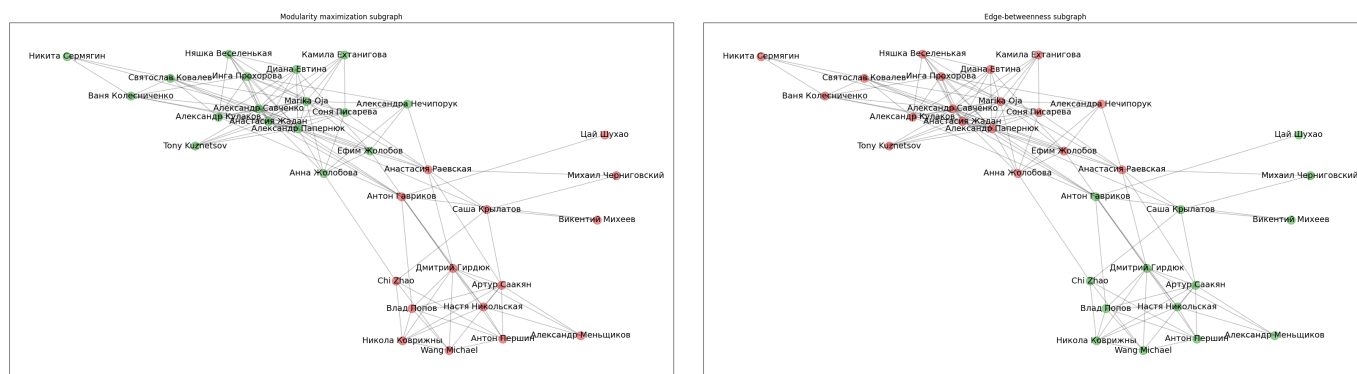 Modularity maximization subgraph
Никита Сермягин
Няшка Веселенькая
Камила Ехтанигова
Диана Евтина
Святослав Ковалев
Инга Прохорова
Ваня Колесниченко
Marika Oja
Александра Нечипорук
Александр Савченко
Соня Писарева
Александр Кулаков
Анастасия Жадан
Александр Папернюк
Цай Шухао
Tony Kuznetsov
Ефим Жолобов
Анна Жолобова
Анастасия Раевская
Михаил Черниговский
Антон Гавриков
Саша Крылатов
Викентий Михеев
Дмитрий Гирдюк
Chi Zhao
Артур Саакян
Влад Попов
Настя Никольская
Никола Коврижны
Антон Першин
Александр Меньщиков
Wang Michael
Edge-betweenness subgraph
Никита Сермягин
Няшка Веселенькая
Камила Ехтанигова
Диана Евтина
Святослав Ковалев
Инга Прохорова
Ваня Колесниченко
Marika Oja
Александра Нечипорук
Александр Савченко
Соня Писарева
Александр Кулаков
Анастасия Жадан
Александр Папернюк
Цай Шухао
Tony Kuznetsov
Ефим Жолобов
Анна Жолобова
Анастасия Раевская
Михаил Черниговский
Антон Гавриков
Саша Крылатов
Викентий Михеев
Дмитрий Гирдюк
Chi Zhao
Артур Саакян
Влад Попов
Настя Никольская
Никола Коврижны
Антон Першин
Александр Меньщиков
Wang Michael